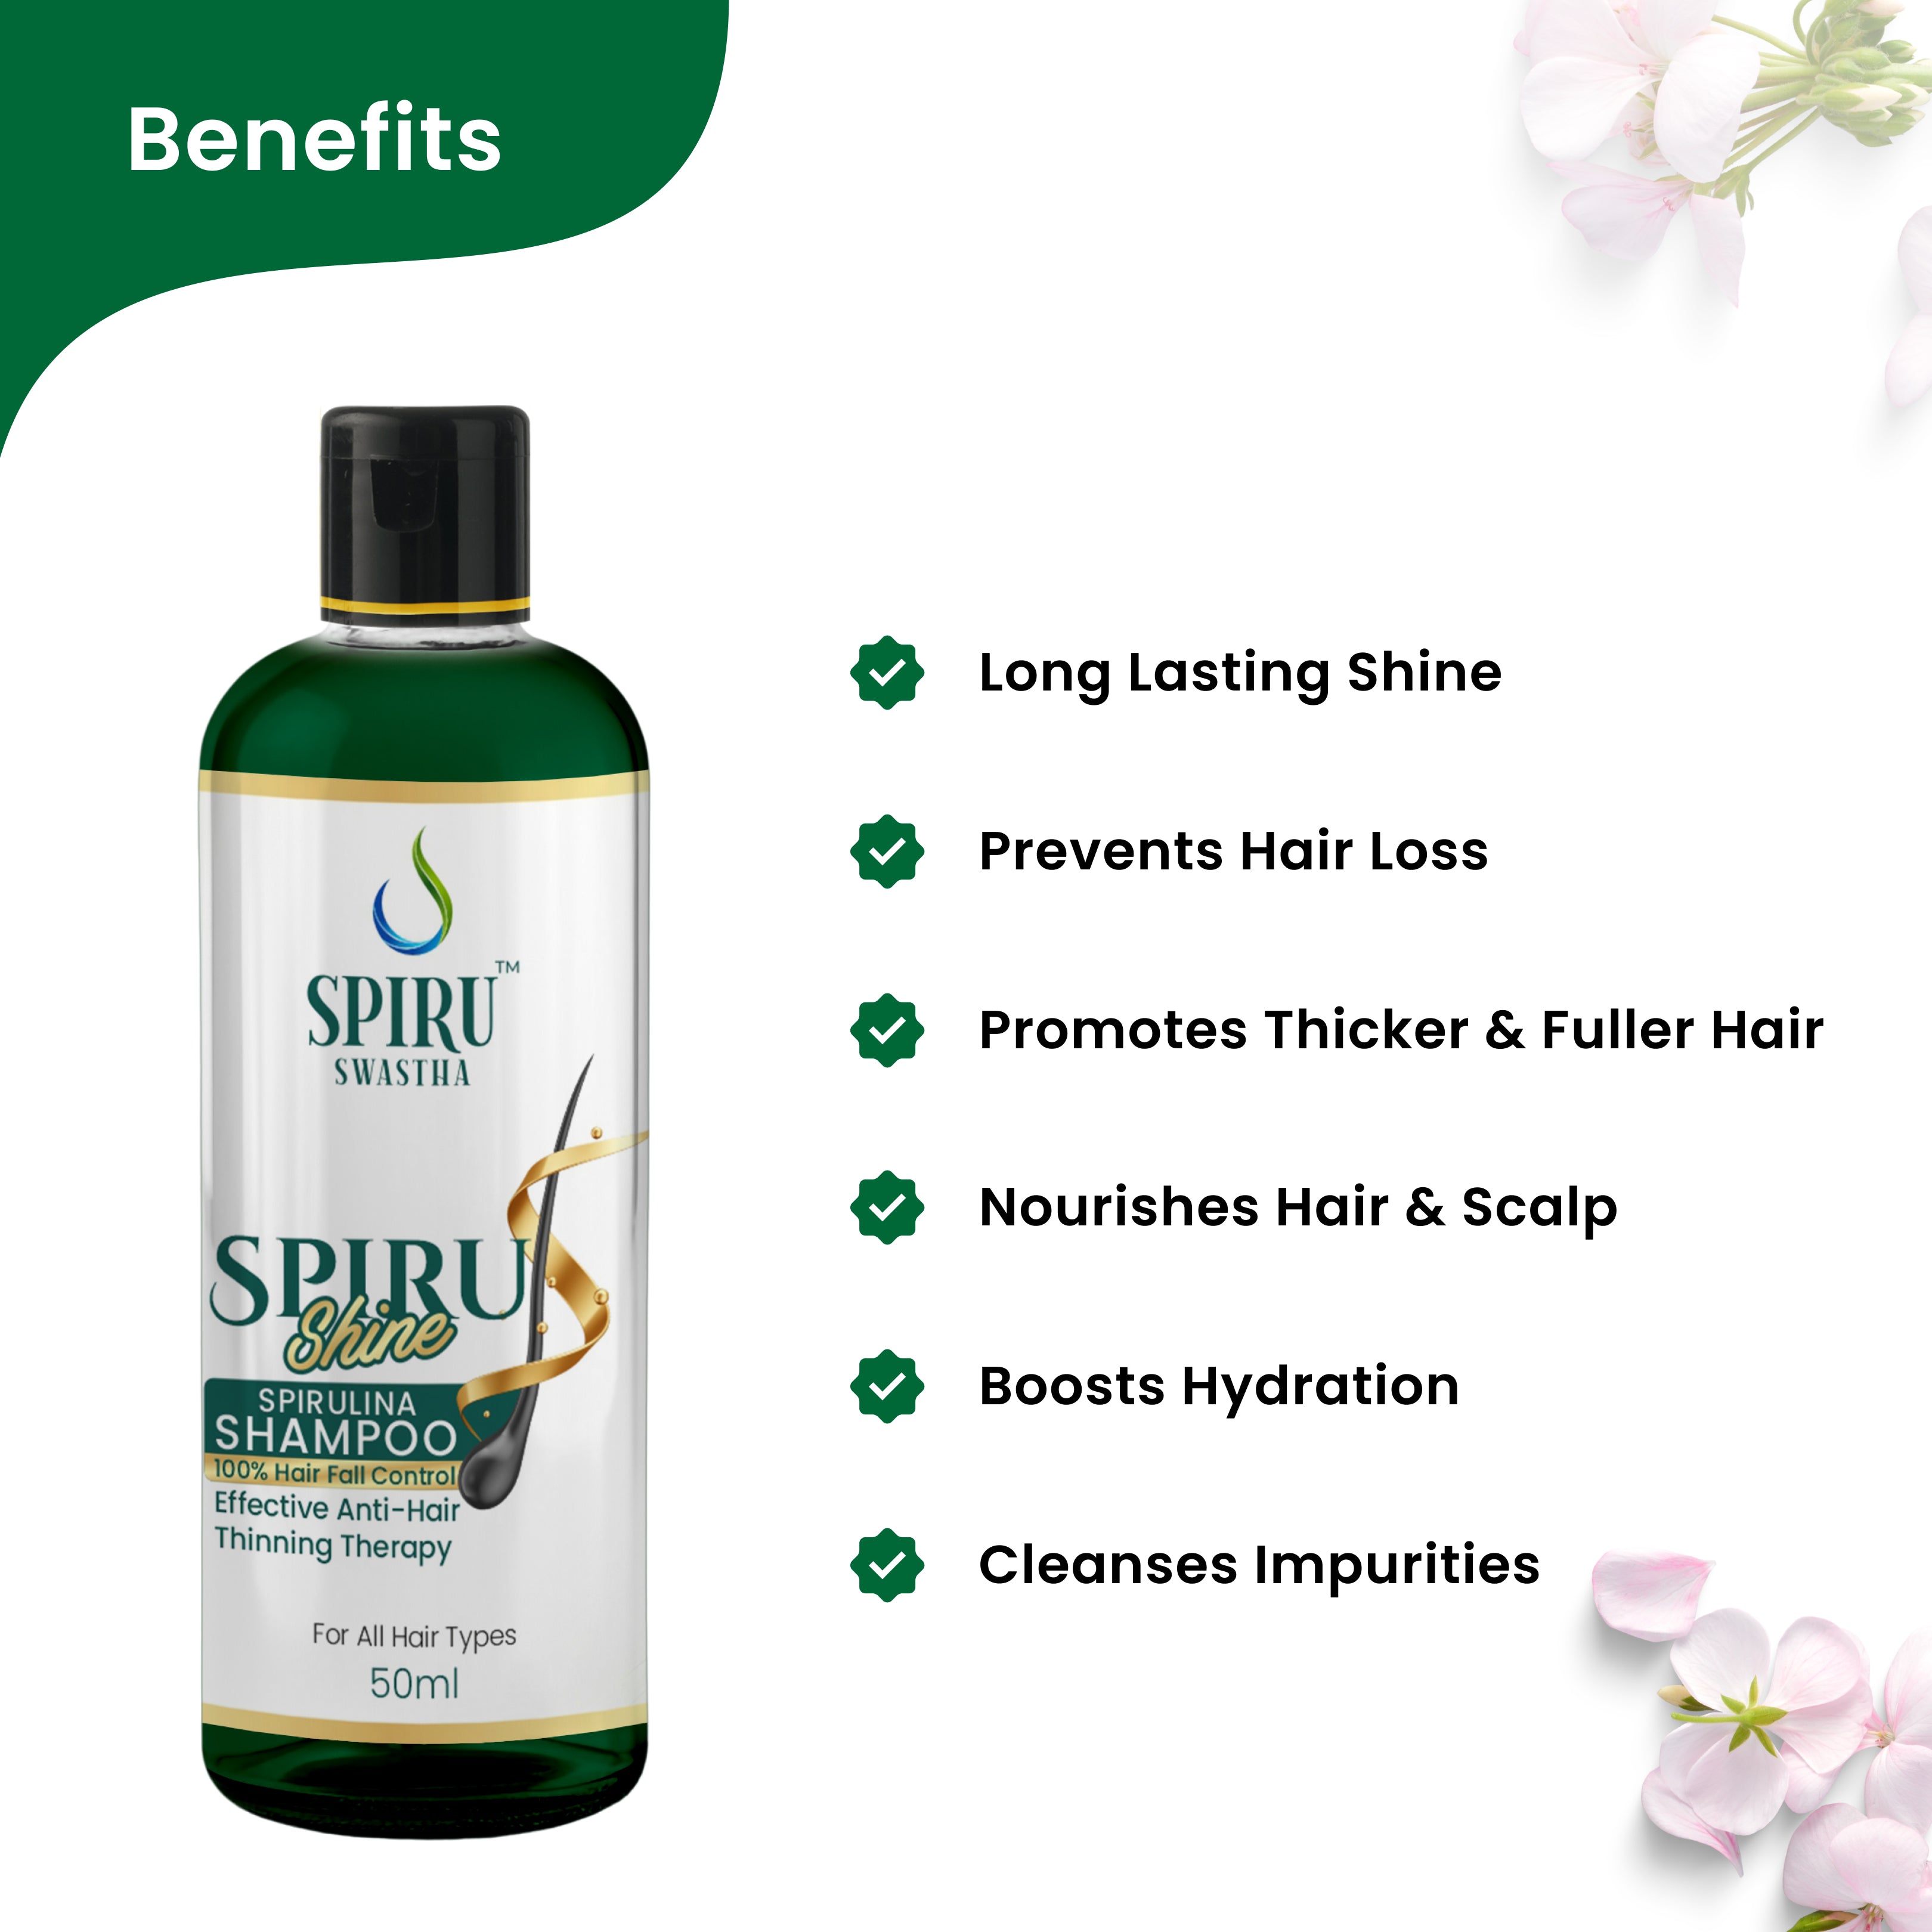 Benefits
SPIRU™
SWASTHA
SPIRU
Shine
SPIRULINA
SHAMPOO
100% Hair Fall Control
Effective Anti-Hair
Thinning Therapy
For All Hair Types
50ml
Long Lasting Shine
Prevents Hair Loss
Promotes Thicker & Fuller Hair
Nourishes Hair & Scalp
Boosts Hydration
Cleanses Impurities